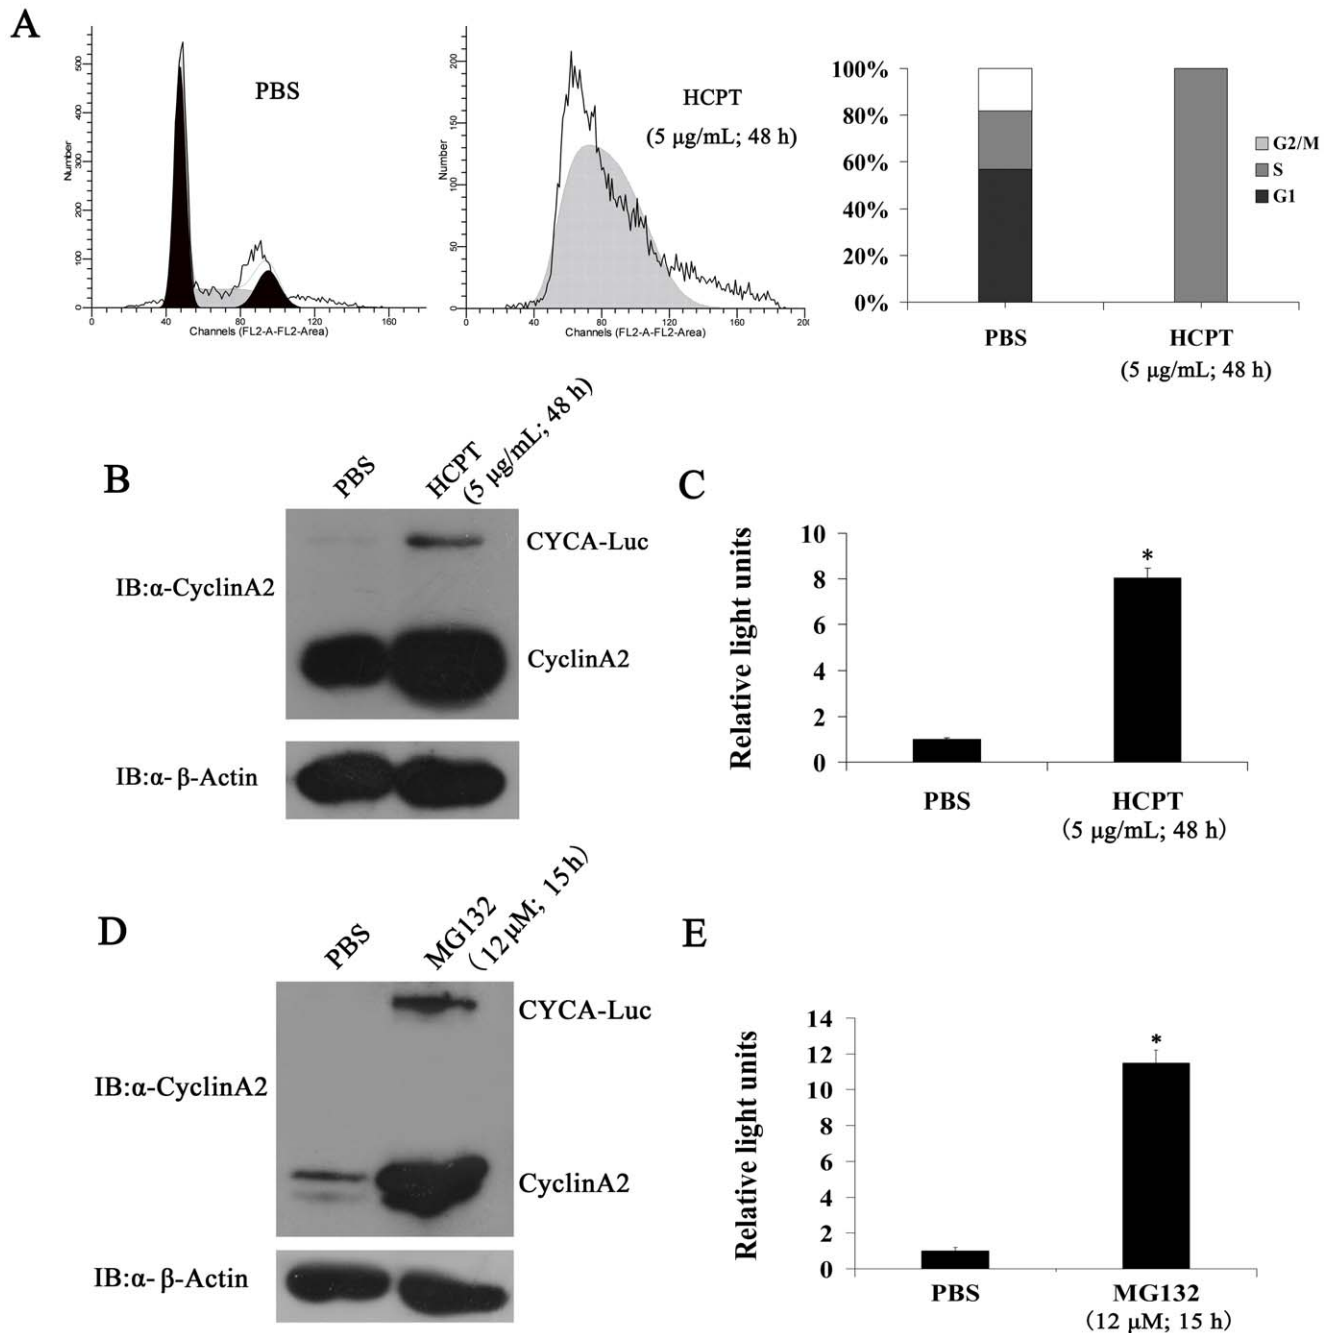 A
PBS
Number
0 100 200 300 400 500
0 40 80 120 160
Channels (FL2-A-FL2-Area)
HCPT
(5 µg/mL; 48 h)
Number
0 50 100 150 200
0 40 80 120 160 20
Channels (FL2-A-FL2-Area)
100%
80%
60%
40%
20%
0%
G2/M
S
G1
PBS
HCPT
(5 µg/mL; 48 h)
B
PBS
HCPT
(5 µg/mL; 48 h)
IB:α-CyclinA2
CYCA-Luc
CyclinA2
IB:α- β-Actin
C
Relative light units
10
8
6
4
2
0
*
PBS
HCPT
(5 µg/mL; 48 h)
D
PBS
MG132
(12 µM; 15 h)
IB:α-CyclinA2
CYCA-Luc
CyclinA2
IB:α- β-Actin
E
Relative light units
14
12
10
8
6
4
2
0
*
PBS
MG132
(12 µM; 15 h)